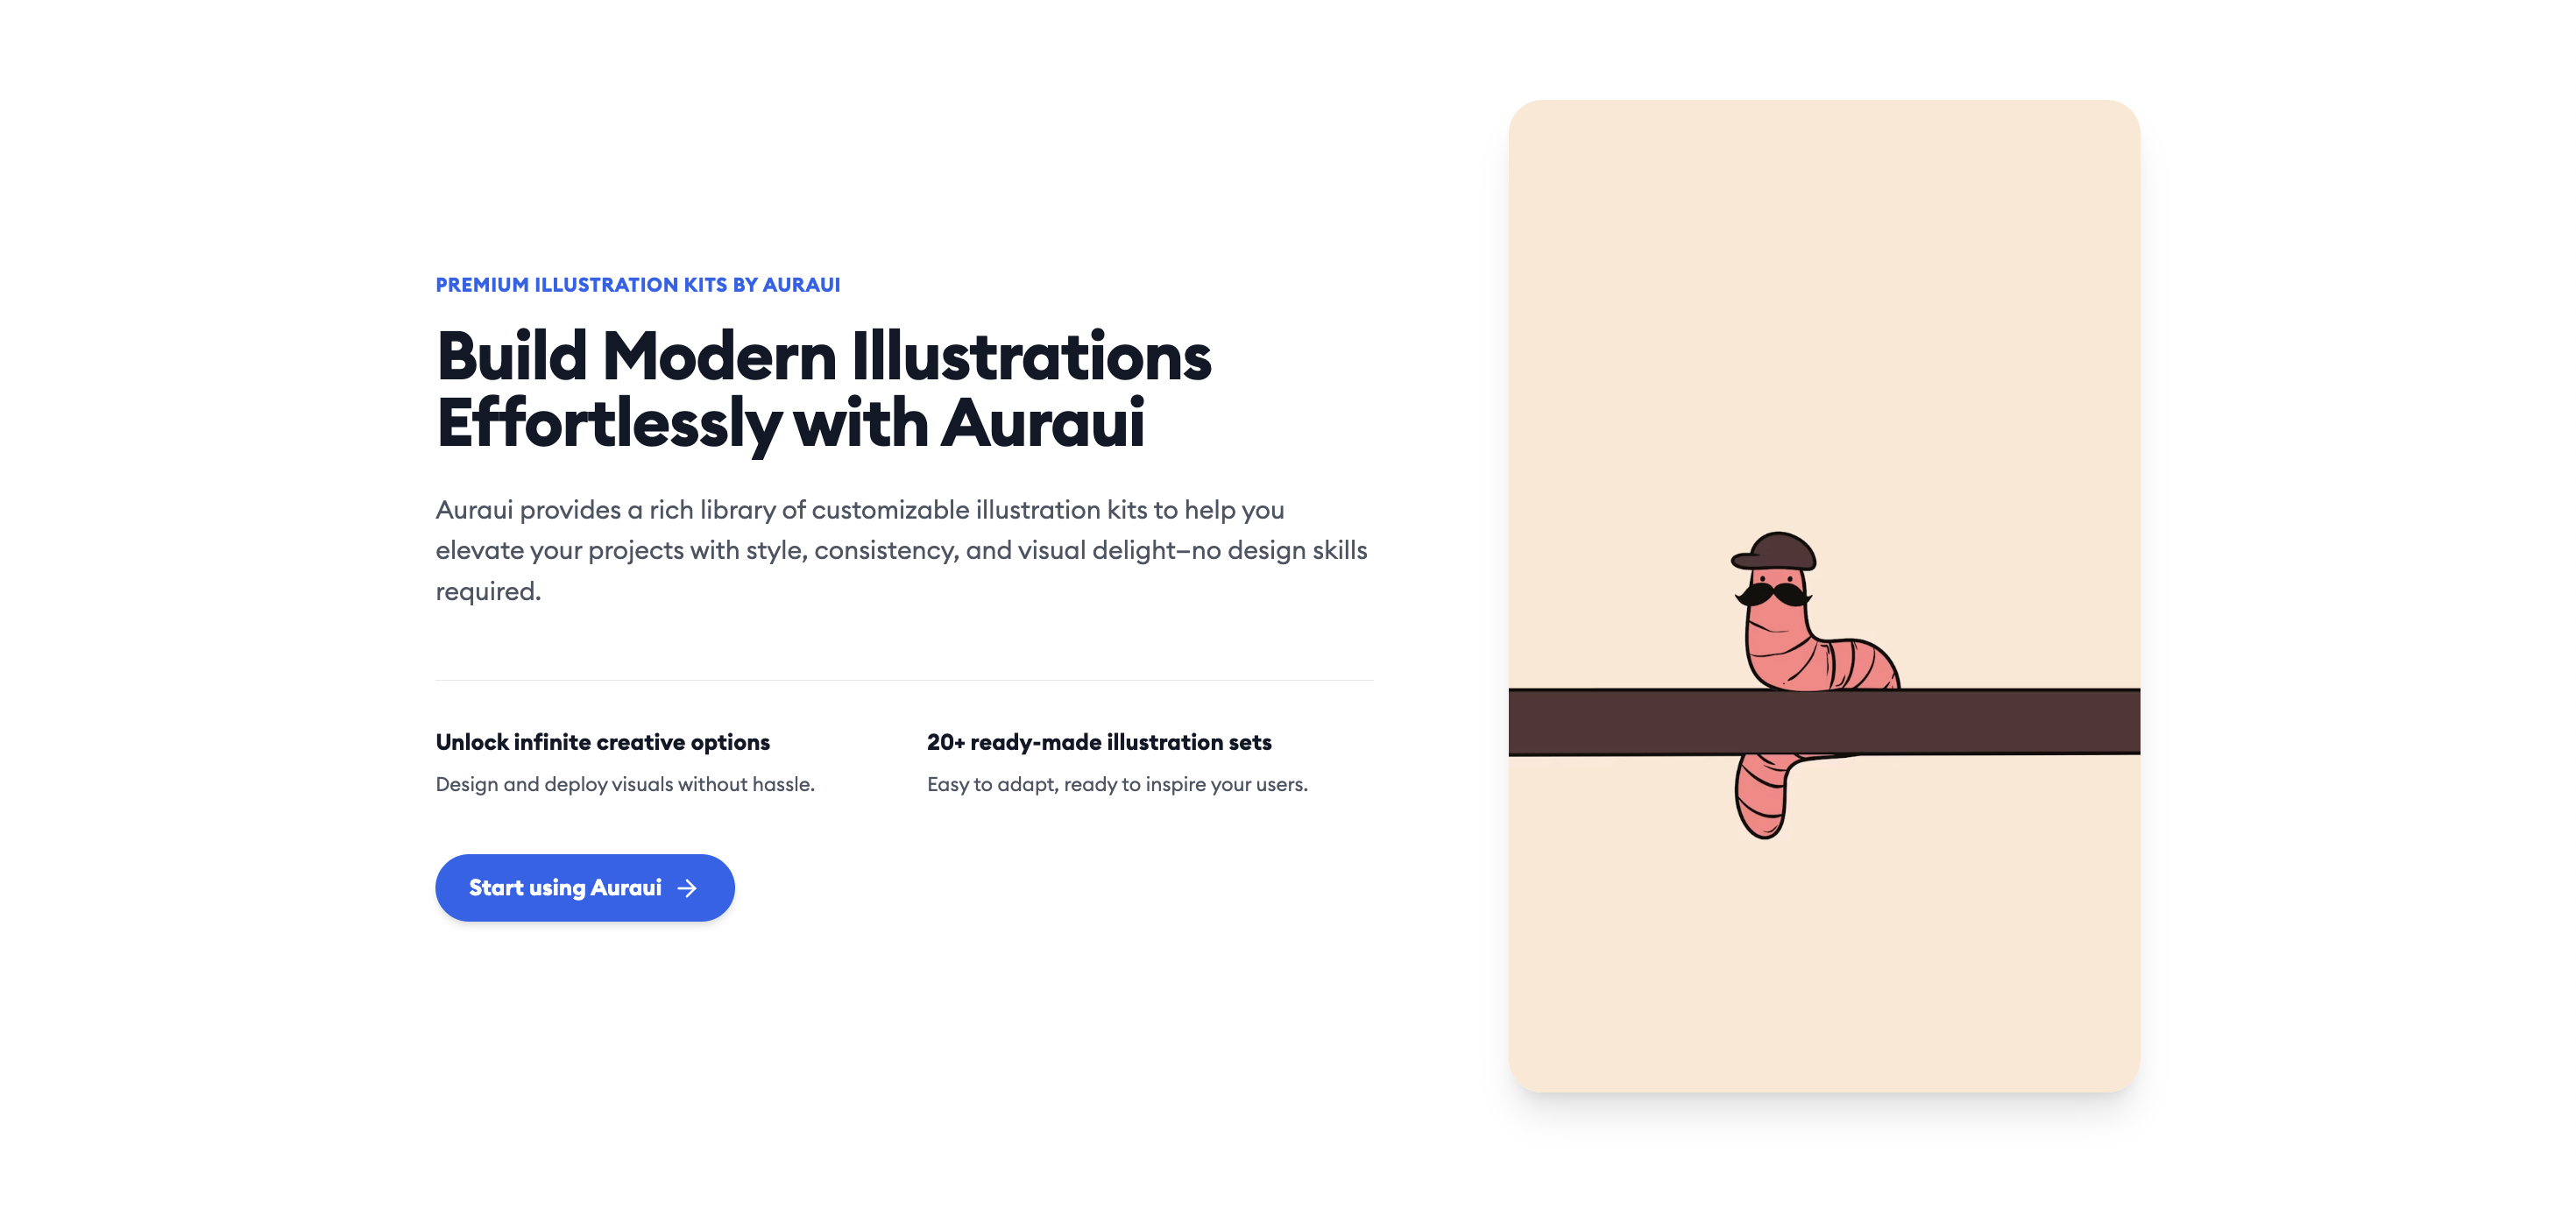 PREMIUM ILLUSTRATION KITS BY AURAUI
Build Modern Illustrations
Effortlessly with Auraui
Auraui provides a rich library of customizable illustration kits to help you
elevate your projects with style, consistency, and visual delight—no design skills
required.
Unlock infinite creative options
Design and deploy visuals without hassle.
20+ ready-made illustration sets
Easy to adapt, ready to inspire your users.
Start using Auraui →